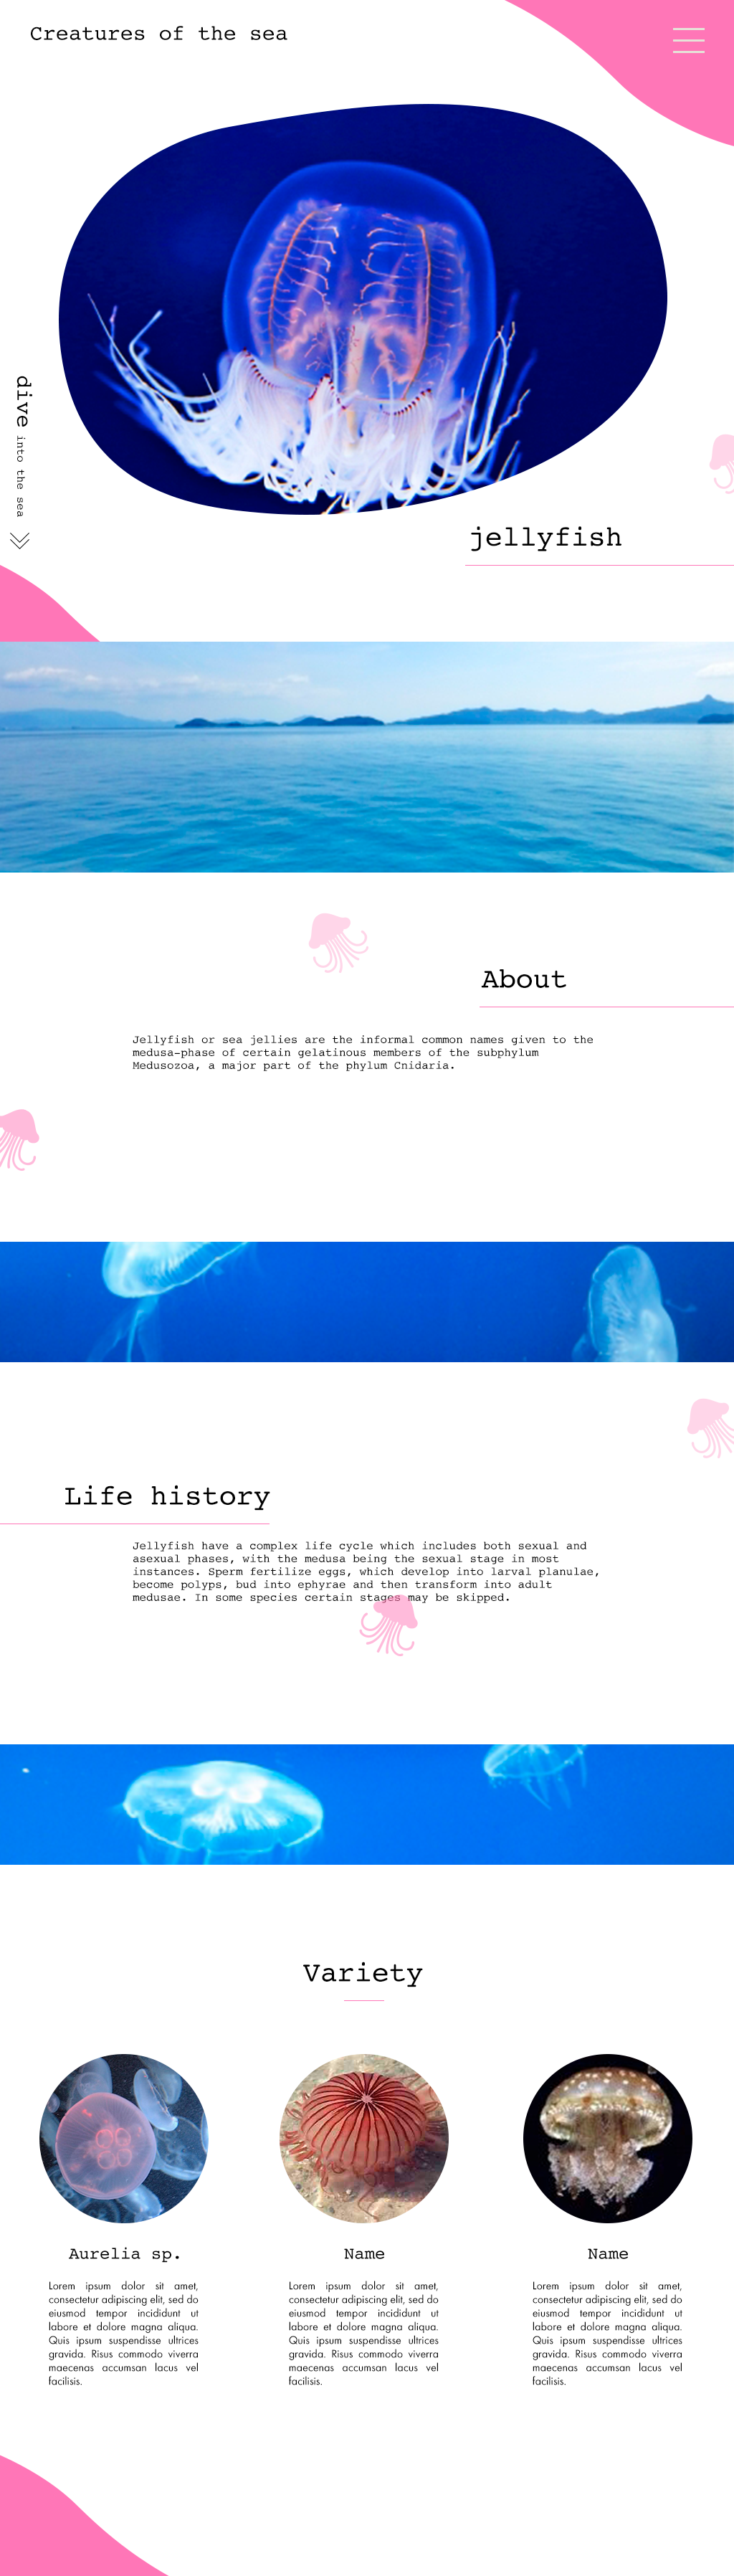 Creatures of the sea
dive into the sea
jellyfish
About
Jellyfish or sea jellies are the informal common names given to the
medusa-phase of certain gelatinous members of the subphylum
Medusozoa, a major part of the phylum Cnidaria.
Life history
Jellyfish have a complex life cycle which includes both sexual and
asexual phases, with the medusa being the sexual stage in most
instances. Sperm fertilize eggs, which develop into larval planulae,
become polyps, bud into ephyrae and then transform into adult
medusae. In some species certain stages may be skipped.
Variety
Aurelia sp.
Lorem ipsum dolor sit amet,
consectetur adipiscing elit, sed do
eiusmod tempor incididunt ut
labore et dolore magna aliqua.
Quis ipsum suspendisse ultrices
gravida. Risus commodo viverra
maecenas accumsan lacus vel
facilisis.
Name
Lorem ipsum dolor sit amet,
consectetur adipiscing elit, sed do
eiusmod tempor incididunt ut
labore et dolore magna aliqua.
Quis ipsum suspendisse ultrices
gravida. Risus commodo viverra
maecenas accumsan lacus vel
facilisis.
Name
Lorem ipsum dolor sit amet,
consectetur adipiscing elit, sed do
eiusmod tempor incididunt ut
labore et dolore magna aliqua.
Quis ipsum suspendisse ultrices
gravida. Risus commodo viverra
maecenas accumsan lacus vel
facilisis.